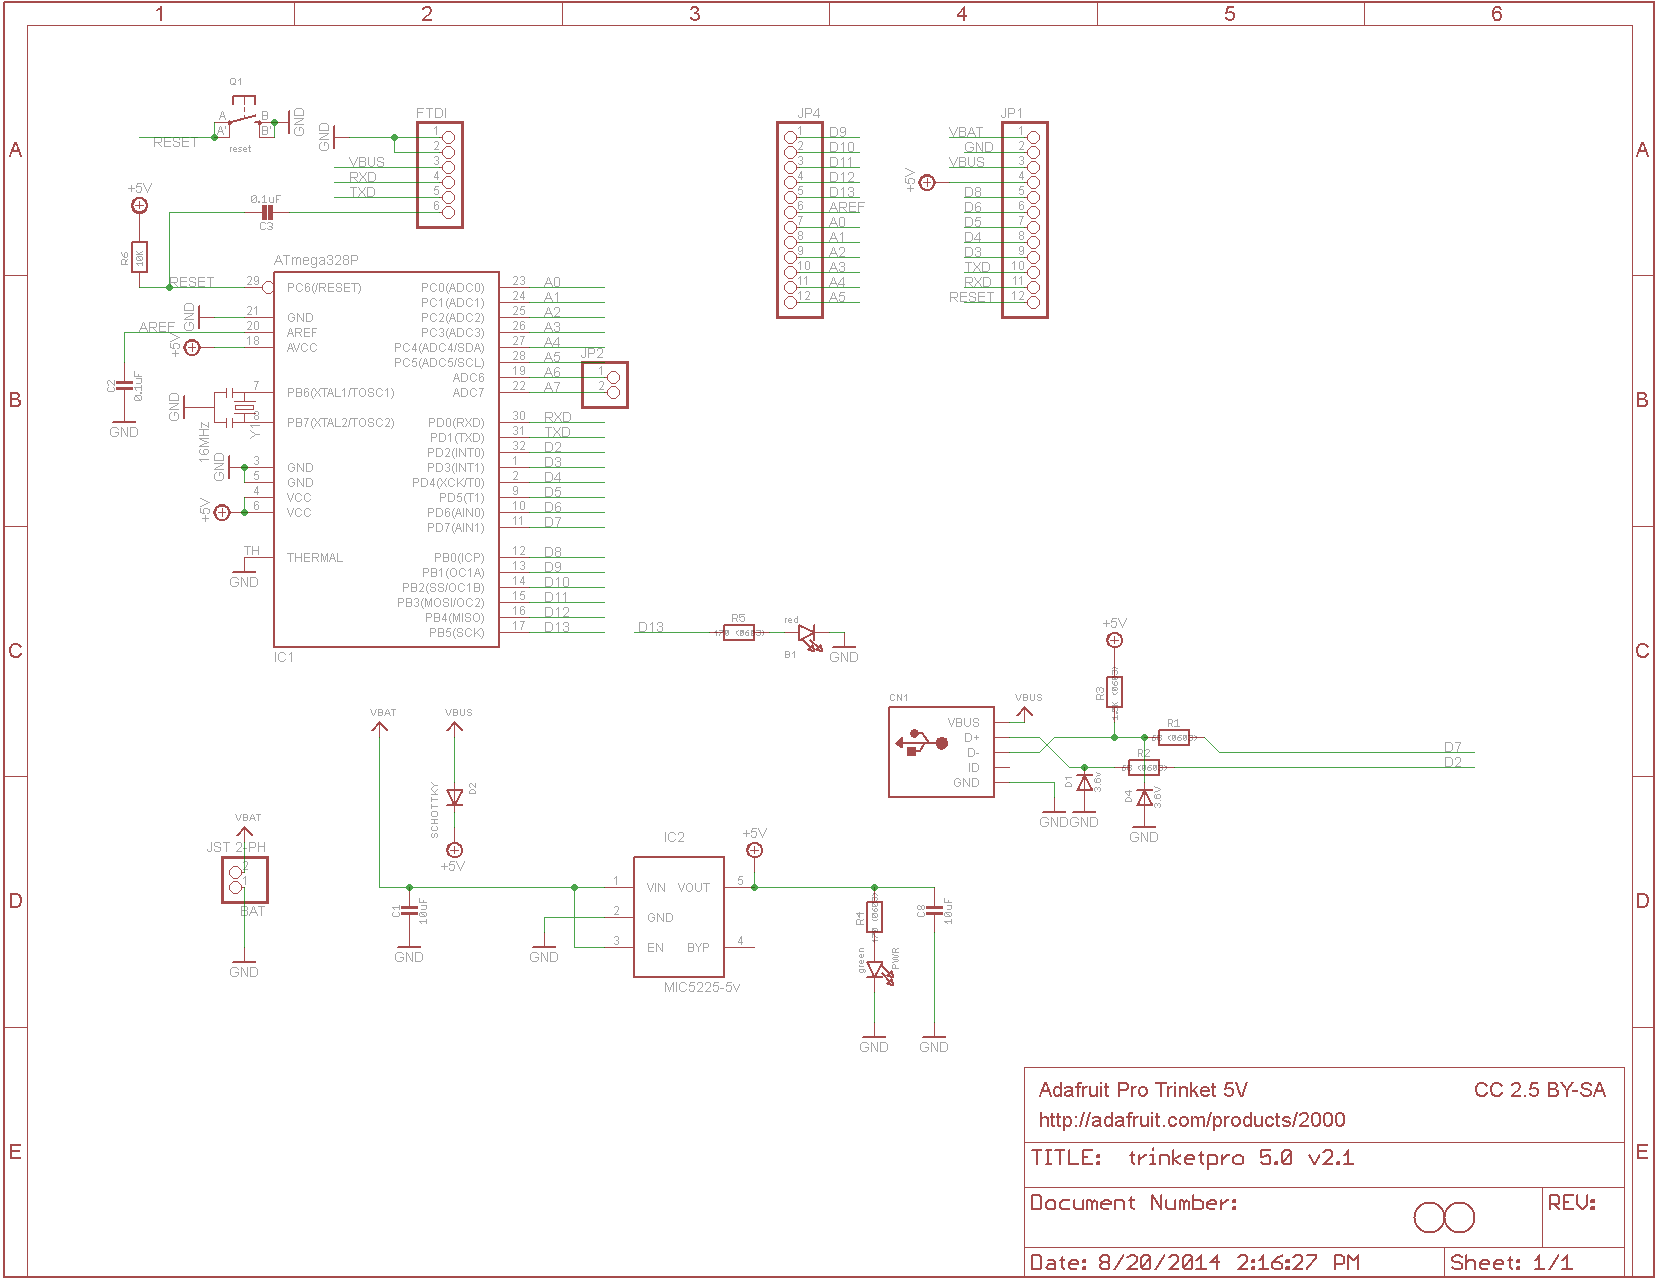 1 2 3 4 5 6
A
B
C
D
E
A
B
C
D
E
Q1
A
B
A'
B'
GND
RESET
reset
FTDI
GND
1
2
VBUS 3
RXD 4
TXD 5
6
0.1uF
C3
+5V
R6
10K
RESET
JP4
1 D9
2 D10
3 D11
4 D12
5 D13
6 AREF
7 A0
8 A1
9 A2
10 A3
11 A4
12 A5
JP1
VBAT 1
GND 2
VBUS 3
+5V 4
D8 5
D6 6
D5 7
D4 8
D3 9
TXD 10
RXD 11
RESET 12
ATmega328P
29 PC6(/RESET)
GND 21 GND
AREF 20 AREF
+5V 18 AVCC
C2
0.1uF
GND
7 PB6(XTAL1/TOSC1)
GND
8 PB7(XTAL2/TOSC2)
Y1
16MHz
GND
3 GND
5 GND
4 VCC
+5V 6 VCC
TH THERMAL
GND
PC0(ADC0) 23 A0
PC1(ADC1) 24 A1
PC2(ADC2) 25 A2
PC3(ADC3) 26 A3
PC4(ADC4/SDA) 27 A4
PC5(ADC5/SCL) 28 A5
ADC6 19 A6
ADC7 22 A7
JP2
1
2
PD0(RXD) 30 RXD
PD1(TXD) 31 TXD
PD2(INT0) 32 D2
PD3(INT1) 1 D3
PD4(XCK/T0) 2 D4
PD5(T1) 9 D5
PD6(AIN0) 10 D6
PD7(AIN1) 11 D7
PB0(ICP) 12 D8
PB1(OC1A) 13 D9
PB2(SS/OC1B) 14 D10
PB3(MOSI/OC2) 15 D11
PB4(MISO) 16 D12
PB5(SCK) 17 D13
IC1
D13
R5
red
B1
GND
CN1
VBUS
D+
D-
ID
GND
VBUS
+5V
R3
R1
R2
D7
D2
D1
3.6v
D4
3.6V
GND
GND
GND
VBAT
VBUS
SCHOTTKY
D2
+5V
VBAT
JST 2-PH
2
1
BAT
GND
C1
10uF
GND
GND
IC2
1 VIN VOUT 5
2 GND
3 EN BYP 4
MIC5225-5v
+5V
R4
green
PWR
GND
C8
10uF
GND
Adafruit Pro Trinket 5V CC 2.5 BY-SA
http://adafruit.com/products/2000
TITLE: trinketpro 5.0 v2.1
Document Number:
REV:
Date: 8/20/2014 2:16:27 PM
Sheet: 1/1